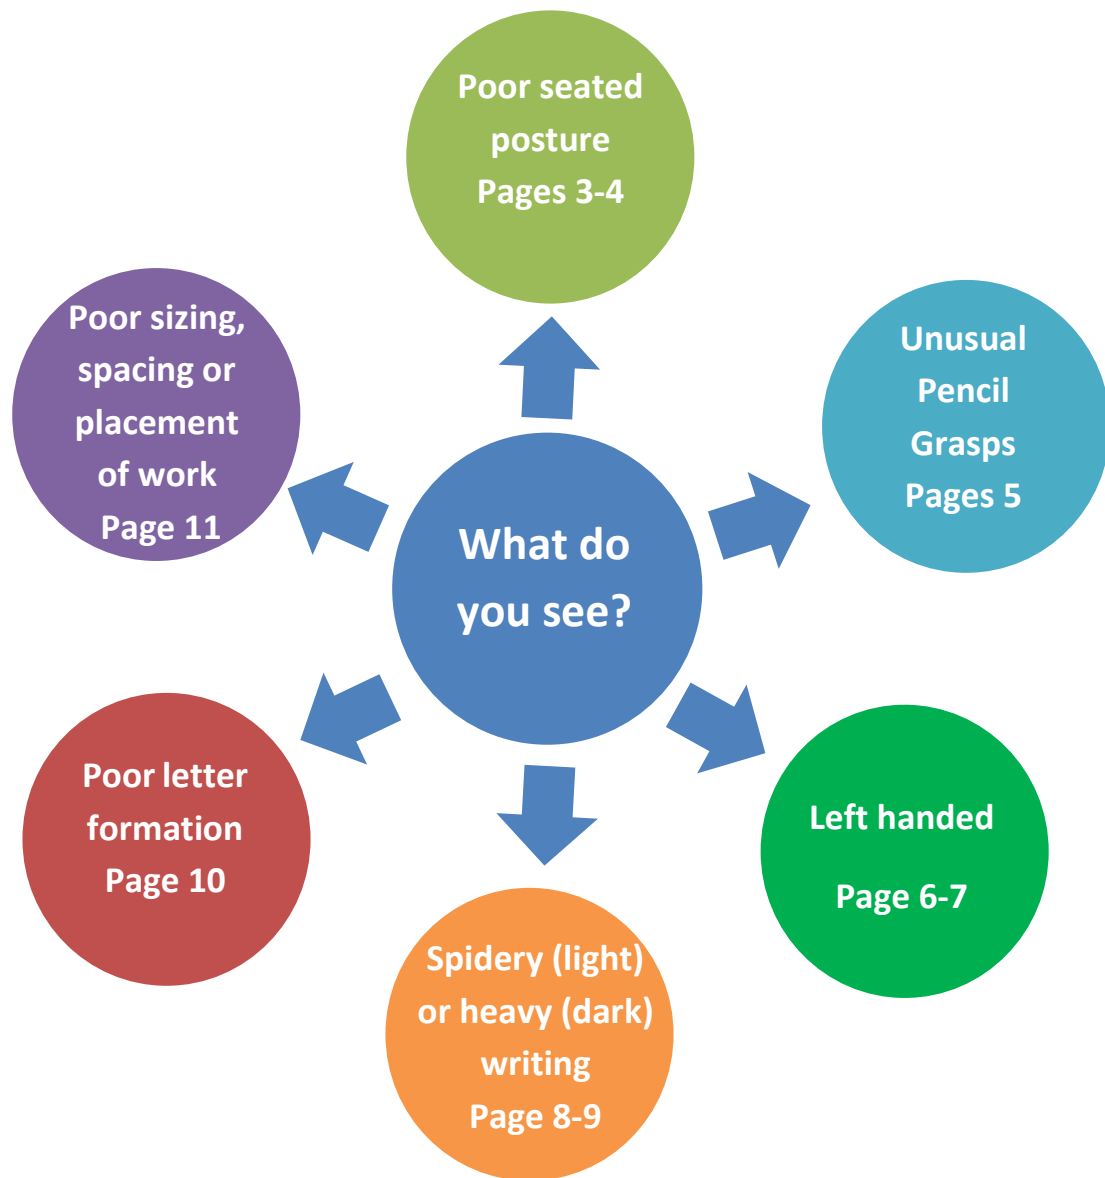 Poor seated
posture
Pages 3-4
Unusual
Pencil
Grasps
Pages 5
Left handed
Page 6-7
Spidery (light)
or heavy (dark)
writing
Page 8-9
Poor letter
formation
Page 10
Poor sizing,
spacing or
placement
of work
Page 11
What do
you see?